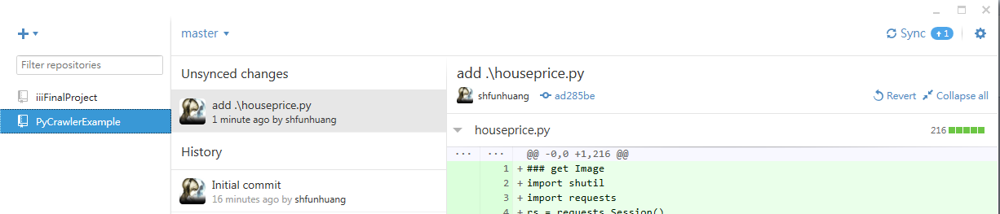 master
Sync 1
Filter repositories
iiiFinalProject
PyCrawlerExample
Unsynced changes
add .\houseprice.py
1 minute ago by shfunhuang
History
Initial commit
16 minutes ago by shfunhuang
add .\houseprice.py
shfunhuang ad285be
Revert Collapse all
houseprice.py 216
... ... @@ -0,0 +1,216 @@
1 + ### get Image
2 + import shutil
3 + import requests
4 + rs = requests.Session()